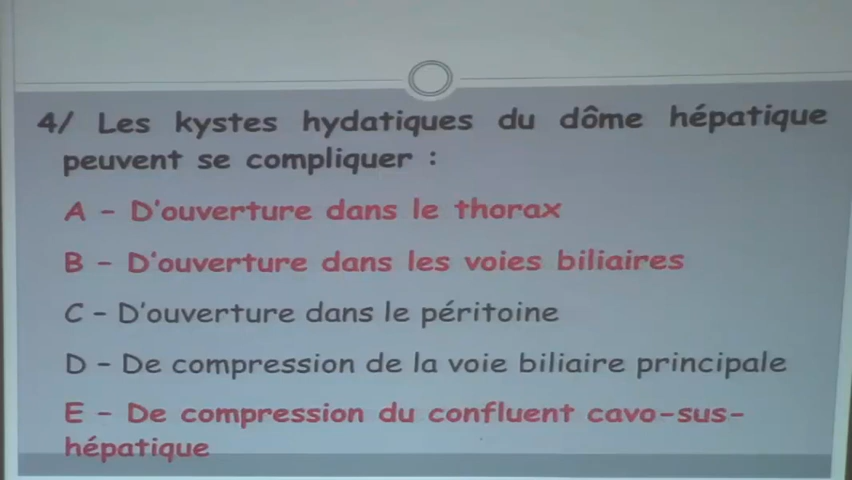 4/ Les kystes hydatiques du dôme hépatique
peuvent se compliquer :
A - D'ouverture dans le thorax
B - D'ouverture dans les voies biliaires
C - D'ouverture dans le péritoine
D - De compression de la voie biliaire principale
E - De compression du confluent cavo-sus-
hépatique